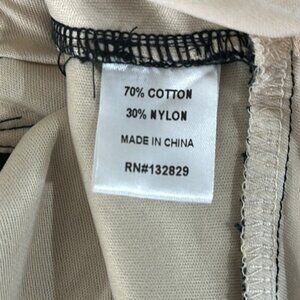 70% COTTON
30% NYLON
MADE IN CHINA
RN#132829